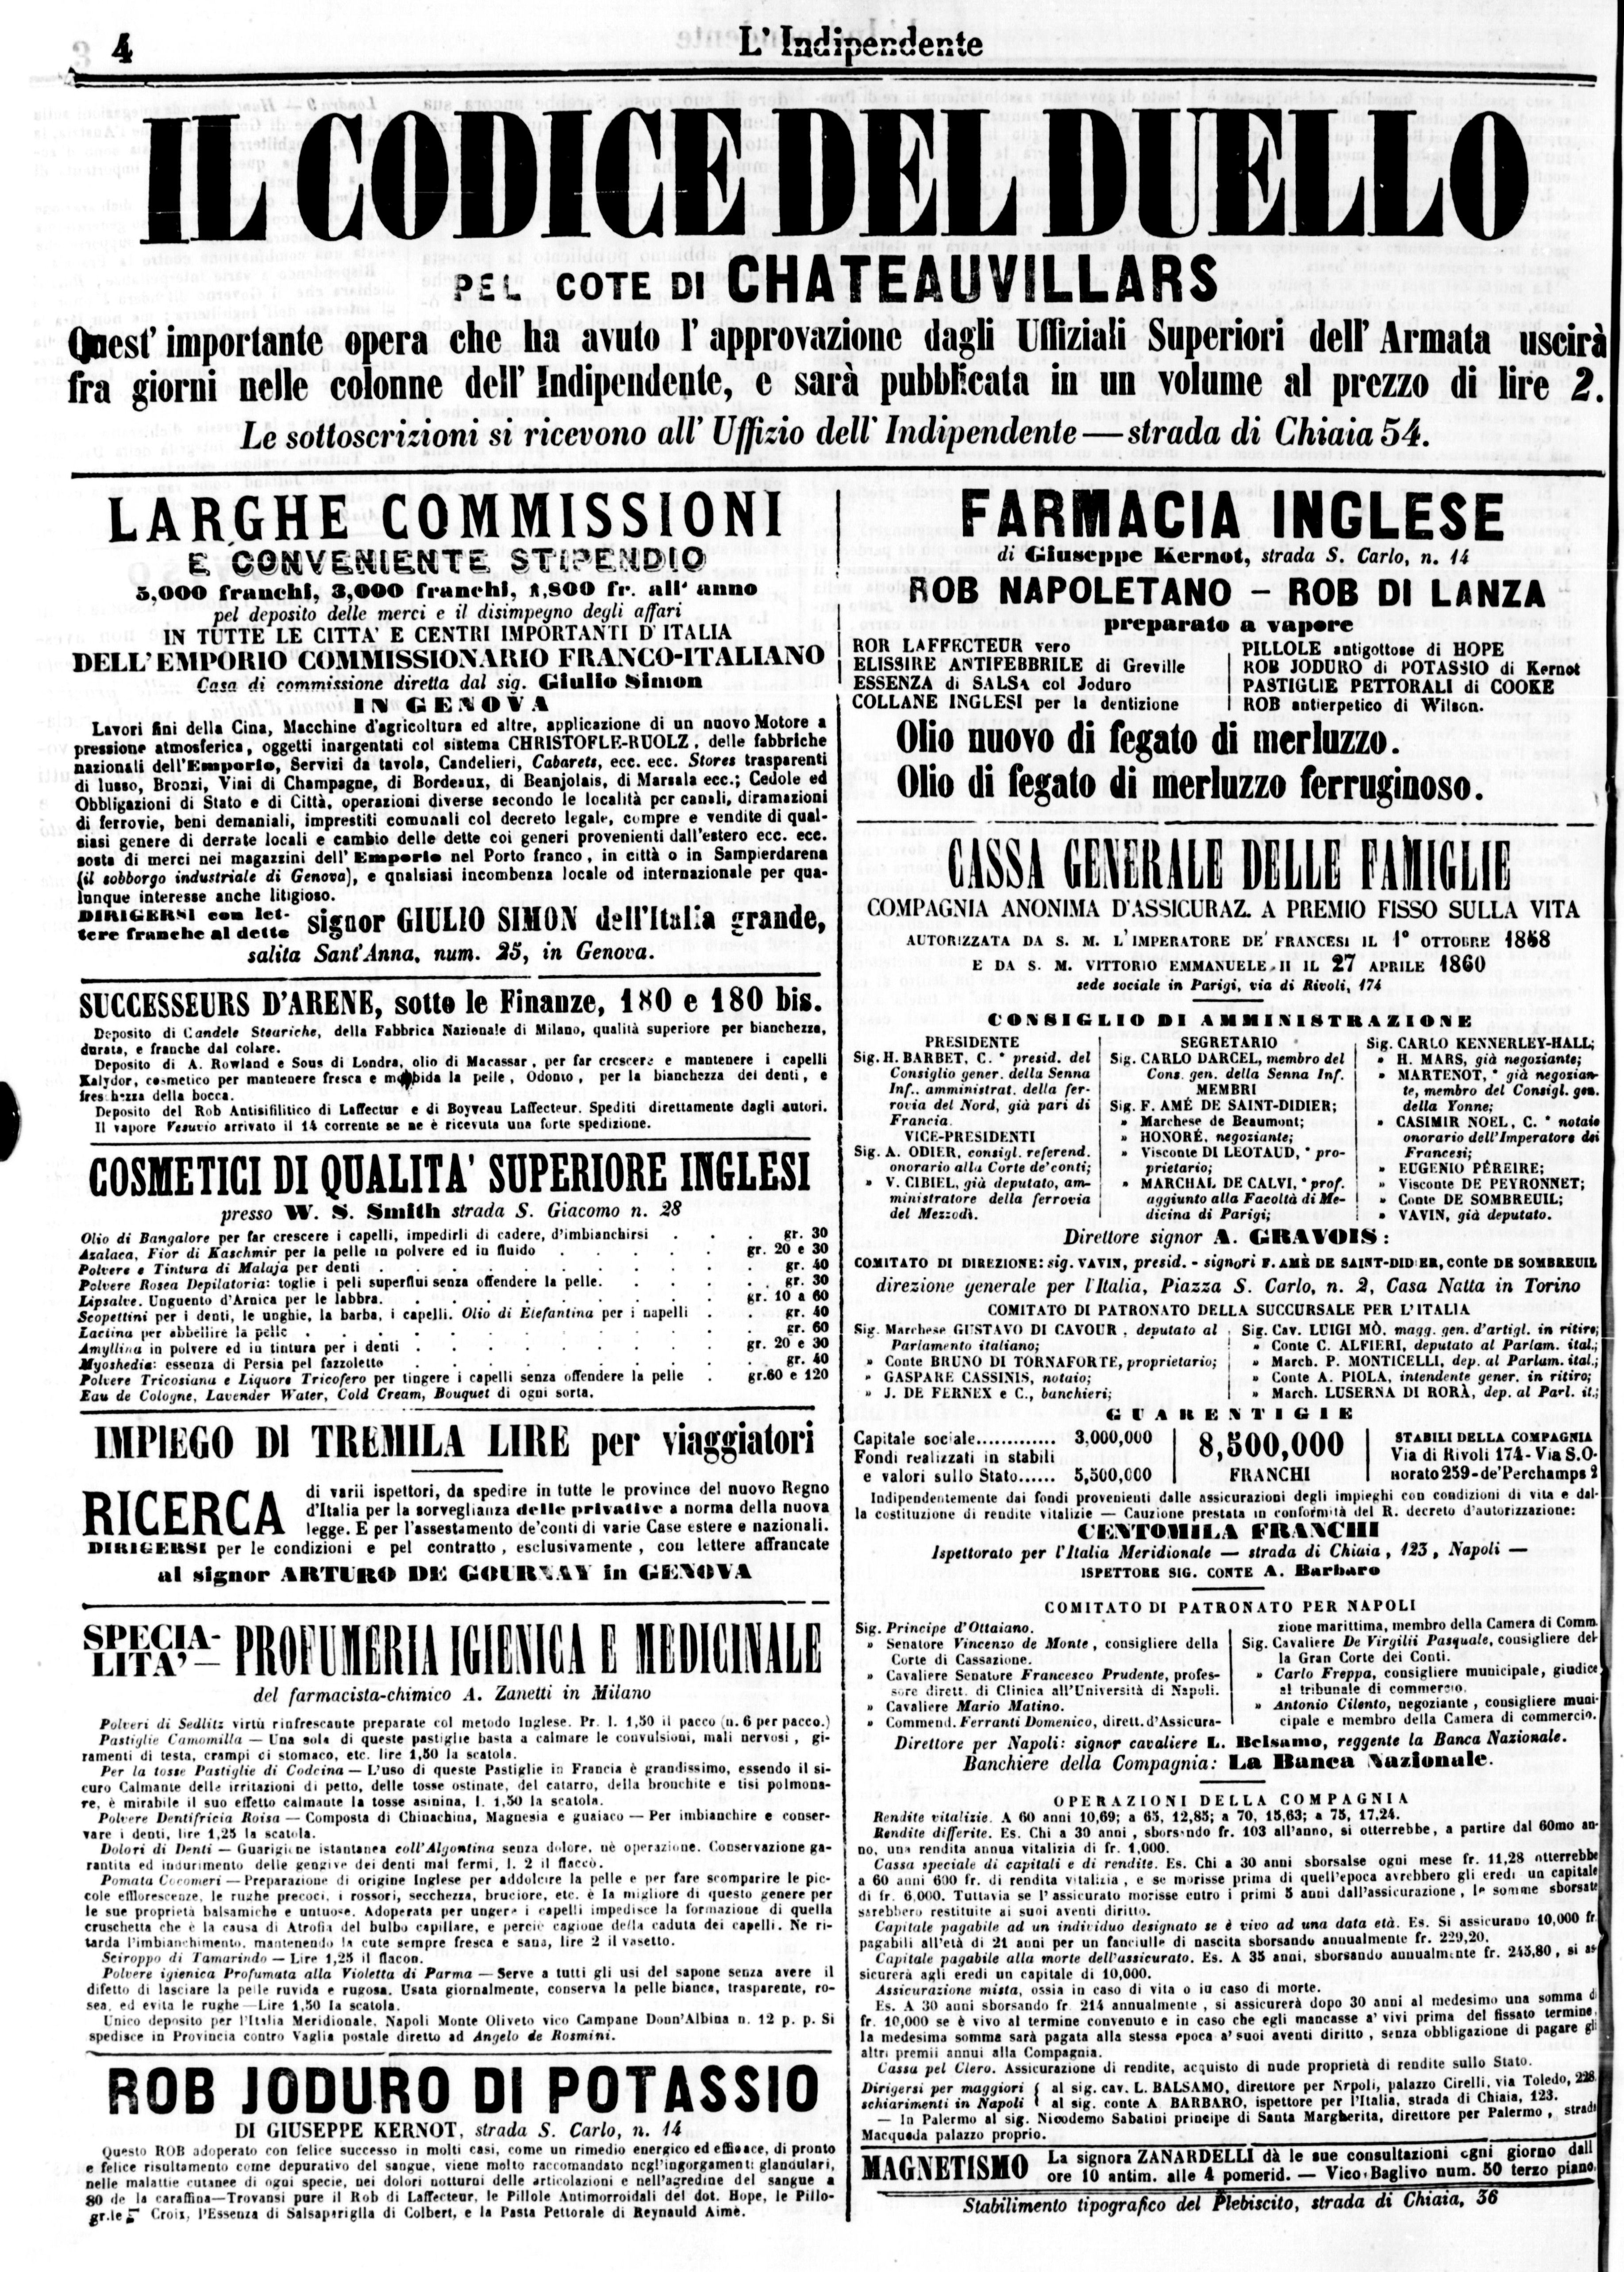 4
L' Indipendente
IL CODICE DEL DUELLO
PEL COTE DI CHATEAUVILLARS
Quest' importante opera che ha avuto l' approvazione dagli Uffiziali Superiori dell' Armata uscirà
fra giorni nelle colonne dell' Indipendente, e sarà pubblicata in un volume al prezzo di lire 2.
Le sottoscrizioni si ricevono all' Uffizio dell' Indipendente — strada di Chiaia 54.
LARGHE COMMISSIONI
E CONVENIENTE STIPENDIO
5,000 franchi, 3,000 franchi, 1,800 fr. all' anno
pel deposito delle merci e il disimpegno degli affari
IN TUTTE LE CITTA' E CENTRI IMPORTANTI D' ITALIA
DELL'EMPORIO COMMISSIONARIO FRANCO-ITALIANO
Casa di commissione diretta dal sig. Giulio Simon
IN GENOVA
Lavori fini della Cina, Macchine d'agricoltura ed altre, applicazione di un nuovo Motore a
pressione atmosferica, oggetti inargentati col sistema CHRISTOFLE-RUOLZ, delle fabbriche
nazionali dell'Emporio, Servizi da tavola, Candelieri, Cabarets, ecc. ecc. Stores trasparenti
di lusso, Bronzi, Vini di Champagne, di Bordeaux, di Beanjolais, di Marsala ecc.; Cedole ed
Obbligazioni di Stato e di Città, operazioni diverse secondo le località per canali, diramazioni
di ferrovie, beni demaniali, imprestiti comunali col decreto legale, compre e vendite di qual-
siasi genere di derrate locali e cambio delle dette coi generi provenienti dall'estero ecc. ecc.
sosta di merci nei magazzini dell' Emporio nel Porto franco, in città o in Sampierdarena
(il sobborgo industriale di Genova), e qualsiasi incombenza locale od internazionale per qua-
lunque interesse anche litigioso.
DIRIGERSI con let-
tere franche al detto signor GIULIO SIMON dell'Italia grande,
salita Sant'Anna, num. 25, in Genova.
SUCCESSEURS D'ARENE, sotto le Finanze, 180 e 180 bis.
Deposito di Candele Steariche, della Fabbrica Nazionale di Milano, qualità superiore per bianchezza,
durata, e franche dal colare.
Deposito di A. Rowland e Sous di Londra, olio di Macassar, per far crescere e mantenere i capelli
Kalydor, cosmetico per mantenere fresca e morbida la pelle, Odonto, per la bianchezza dei denti, e
freschezza della bocca.
Deposito del Rob Antisifilitico di Laffectur e di Boyveau Laffecteur. Spediti direttamente dagli autori.
Il vapore Vesuvio arrivato il 14 corrente se ne è ricevuta una forte spedizione.
COSMETICI DI QUALITA' SUPERIORE INGLESI
presso W. S. Smith strada S. Giacomo n. 28
Olio di Bangalore per far crescere i capelli, impedirli di cadere, d'imbianchirsi . . . gr. 30
Azalaca, Fior di Kaschmir per la pelle in polvere ed in fluido . . . . . gr. 20 e 30
Polvere e Tintura di Malaja per denti . . . . . . . . gr. 40
Polvere Rosea Depilatoria: toglie i peli superflui senza offendere la pelle. . . . . gr. 30
Lipsalve. Unguento d'Arnica per le labbra. . . . . . . . gr. 10 a 60
Scopettini per i denti, le unghie, la barba, i capelli. Olio di Elefantina per i napelli . . gr. 40
Lactina per abbellire la pelle . . . . . . . . . gr. 60
Amyllina in polvere ed in tintura per i denti . . . . . . . gr. 20 e 30
Myoshedia: essenza di Persia pel fazzoletto . . . . . . . gr. 40
Polvere Tricosiana e Liquore Tricofero per tingere i capelli senza offendere la pelle . gr. 60 e 120
Eau de Cologne, Lavender Water, Cold Cream, Bouquet di ogni sorta.
IMPIEGO DI TREMILA LIRE per viaggiatori
RICERCA di varii ispettori, da spedire in tutte le province del nuovo Regno
d'Italia per la sorveglianza delle privative a norma della nuova
legge. E per l'assestamento de'conti di varie Case estere e nazionali.
DIRIGERSI per le condizioni e pel contratto, esclusivamente, con lettere affrancate
al signor ARTURO DE GOURNAY in GENOVA
SPECIA-
LITA' — PROFUMERIA IGIENICA E MEDICINALE
del farmacista-chimico A. Zanetti in Milano
Polveri di Sedlitz virtù rinfrescante preparate col metodo Inglese. Pr. l. 1,50 il pacco (n. 6 per pacco.)
Pastiglie Camomilla — Una sola di queste pastiglie basta a calmare le convulsioni, mali nervosi, gi-
ramenti di testa, crampi di stomaco, etc. lire 1,50 la scatola.
Per la tosse Pastiglie di Codcina — L'uso di queste Pastiglie in Francia è grandissimo, essendo il si-
curo Calmante delle irritazioni di petto, delle tosse ostinate, del catarro, della bronchite e tisi polmona-
re, è mirabile il suo effetto calmante la tosse asinina, l. 1,50 la scatola.
Polvere Dentifricia Roisa — Composta di Chinachina, Magnesia e guaiaco — Per imbianchire e conser-
vare i denti, lire 1,25 la scatola.
Dolori di Denti — Guarigione istantanea coll'Algontina senza dolore, nè operazione. Conservazione ga-
rantita ed indurimento delle gengive dei denti mal fermi, l. 2 il flacco.
Pomata Cocomeri — Preparazione di origine Inglese per addolcire la pelle e per fare scomparire le pic-
cole efflorescenze, le rughe precoci, i rossori, secchezza, bruciore, etc. è la migliore di questo genere per
le sue proprietà balsamiche e untuose. Adoperata per ungere i capelli impedisce la formazione di quella
cruschetta che è la causa di Atrofia del bulbo capillare, e perciò cagione della caduta dei capelli. Ne ri-
tarda l'imbianchimento, mantenendo la cute sempre fresca e sana, lire 2 il vasetto.
Sciroppo di Tamarindo — Lire 1,25 il flacon.
Polvere igienica Profumata alla Violetta di Parma — Serve a tutti gli usi del sapone senza avere il
difetto di lasciare la pelle ruvida e rugosa. Usata giornalmente, conserva la pelle bianca, trasparente, ro-
sea, ed evita le rughe — Lire 1,50 la scatola.
Unico deposito per l'Italia Meridionale, Napoli Monte Oliveto vico Campane Donn'Albina n. 12 p. p. Si
spedisce in Provincia contro Vaglia postale diretto ad Angelo de Rosmini.
ROB JODURO DI POTASSIO
DI GIUSEPPE KERNOT, strada S. Carlo, n. 14
Questo ROB adoperato con felice successo in molti casi, come un rimedio energico ed efficace, di pronto
e felice risultamento come depurativo del sangue, viene molto raccomandato negl'ingorgamenti glandulari,
nelle malattie cutanee di ogni specie, nei dolori notturni delle articolazioni e nell'agredine del sangue a
80 de la caraffina — Trovansi pure il Rob di Laffecteur, le Pillole Antimorroidali del dot. Hope, le Pillo-
gr.le 5 Croix, l'Essenza di Salsapariglia di Colbert, e la Pasta Pettorale di Reynauld Aimè.
FARMACIA INGLESE
di Giuseppe Kernot, strada S. Carlo, n. 14
ROB NAPOLETANO — ROB DI LANZA
preparato a vapore
ROR LAFFECTEUR vero
ELISSIRE ANTIFEBBRILE di Greville
ESSENZA di SALSA col Joduro
COLLANE INGLESI per la dentizione
PILLOLE antigottose di HOPE
ROB JODURO di POTASSIO di Kernot
PASTIGLIE PETTORALI di COOKE
ROB antierpetico di Wilson.
Olio nuovo di fegato di merluzzo.
Olio di fegato di merluzzo ferruginoso.
CASSA GENERALE DELLE FAMIGLIE
COMPAGNIA ANONIMA D'ASSICURAZ. A PREMIO FISSO SULLA VITA
AUTORIZZATA DA S. M. L'IMPERATORE DE' FRANCESI IL 1° OTTOBRE 1858
E DA S. M. VITTORIO EMMANUELE II IL 27 APRILE 1860
sede sociale in Parigi, via di Rivoli, 174
CONSIGLIO DI AMMINISTRAZIONE
PRESIDENTE
Sig. H. BARBET, C. * presid. del
Consiglio gener. della Senna
Inf.. amministrat. della fer-
rovia del Nord, già pari di
Francia.
VICE-PRESIDENTI
Sig. A. ODIER, consigl. referend.
onorario alla Corte de'conti;
» V. CIBIEL, già deputato, am-
ministratore della ferrovia
del Mezzodì.
SEGRETARIO
Sig. CARLO DARCEL, membro del
Cons. gen. della Senna Inf.
MEMBRI
Sig. F. AMÉ DE SAINT-DIDIER;
» Marchese de Beaumont;
» HONORÉ, negoziante;
» Visconte DI LEOTAUD, * pro-
prietario;
» MARCHAL DE CALVI, * prof.
aggiunto alla Facoltà di Me-
dicina di Parigi;
Sig. CARLO KENNERLEY-HALL;
» H. MARS, già negoziante;
» MARTENOT, * già negozian-
te, membro del Consigl. gen.
della Yonne;
» CASIMIR NOEL, C. * notaio
onorario dell'Imperatore dei
Francesi;
» EUGENIO PÉREIRE;
» Visconte DE PEYRONNET;
» Conte DE SOMBREUIL;
» VAVIN, già deputato.
Direttore signor A. GRAVOIS:
COMITATO DI DIREZIONE: sig. VAVIN, presid. - signori F. AMÈ DE SAINT-DIDIER, conte DE SOMBREUIL
direzione generale per l'Italia, Piazza S. Carlo, n. 2, Casa Natta in Torino
COMITATO DI PATRONATO DELLA SUCCURSALE PER L'ITALIA
Sig. Marchese GUSTAVO DI CAVOUR, deputato al
Parlamento italiano;
» Conte BRUNO DI TORNAFORTE, proprietario;
» GASPARE CASSINIS, notaio;
» J. DE FERNEX e C., banchieri;
Sig. Cav. LUIGI MÒ. magg. gen. d'artigl. in ritiro;
» Conte C. ALFIERI, deputato al Parlam. ital.;
» March. P. MONTICELLI, dep. al Parlam. ital.;
» Conte A. PIOLA, intendente gener. in ritiro;
» March. LUSERNA DI RORÀ, dep. al Parl. it.;
GUARENTIGIE
Capitale sociale............ 3,000,000
Fondi realizzati in stabili
e valori sullo Stato...... 5,500,000
8,500,000
FRANCHI
STABILI DELLA COMPAGNIA
Via di Rivoli 174 - Via S.O-
norato 259 - de'Perchamps 2
Indipendentemente dai fondi provenienti dalle assicurazioni degli impieghi con condizioni di vita e dal-
la costituzione di rendite vitalizie — Cauzione prestata in conformità del R. decreto d'autorizzazione:
CENTOMILA FRANCHI
Ispettorato per l'Italia Meridionale — strada di Chiaia, 123, Napoli —
ISPETTORE SIG. CONTE A. Barbaro
COMITATO DI PATRONATO PER NAPOLI
Sig. Principe d'Ottaiano.
» Senatore Vincenzo de Monte, consigliere della
Corte di Cassazione.
» Cavaliere Senatore Francesco Prudente, profes-
sore dirett. di Clinica all'Università di Napoli.
» Cavaliere Mario Matino.
» Commend. Ferranti Domenico, dirett. d'Assicura-
zione marittima, membro della Camera di Comm.
Sig. Cavaliere De Virgilii Pasquale, consigliere del-
la Gran Corte dei Conti.
» Carlo Freppa, consigliere municipale, giudice
al tribunale di commercio.
» Antonio Cilento, negoziante, consigliere muni-
cipale e membro della Camera di commercio.
Direttore per Napoli: signor cavaliere L. Belsamo, reggente la Banca Nazionale.
Banchiere della Compagnia: La Banca Nazionale.
OPERAZIONI DELLA COMPAGNIA
Rendite vitalizie. A 60 anni 10,69; a 65, 12,85; a 70, 15,63; a 75, 17,24.
Rendite differite. Es. Chi a 30 anni, sborsando fr. 103 all'anno, si otterrebbe, a partire dal 60mo an-
no, una rendita annua vitalizia di fr. 1,000.
Cassa speciale di capitali e di rendite. Es. Chi a 30 anni sborsalse ogni mese fr. 11,28 otterrebbe
a 60 anni 600 fr. di rendita vitalizia, e se morisse prima di quell'epoca avrebbero gli eredi un capitale
di fr. 6,000. Tuttavia se l'assicurato morisse entro i primi 5 anni dall'assicurazione, le somme sborsate
sarebbero restituite ai suoi aventi diritto.
Capitale pagabile ad un individuo designato se è vivo ad una data età. Es. Si assicurano 10,000 fr.
pagabili all'età di 21 anni per un fanciullo di nascita sborsando annualmente fr. 229,20.
Capitale pagabile alla morte dell'assicurato. Es. A 35 anni, sborsando annualmente fr. 245,80, si as-
sicurerà agli eredi un capitale di 10,000.
Assicurazione mista, ossia in caso di vita o in caso di morte.
Es. A 30 anni sborsando fr 214 annualmente, si assicurerà dopo 30 anni al medesimo una somma di
fr. 10,000 se è vivo al termine convenuto e in caso che egli mancasse a' vivi prima del fissato termine,
la medesima somma sarà pagata alla stessa epoca a' suoi aventi diritto, senza obbligazione di pagare gli
altri premii annui alla Compagnia.
Cassa pel Clero. Assicurazione di rendite, acquisto di nude proprietà di rendite sullo Stato.
Dirigersi per maggiori { al sig. cav. L. BALSAMO, direttore per Nrpoli, palazzo Cirelli, via Toledo, 228.
schiarimenti in Napoli { al sig. conte A. BARBARO, ispettore per l'Italia, strada di Chiaia, 123.
— In Palermo al sig. Nicodemo Sabatini principe di Santa Margherita, direttore per Palermo, strada
Macqueda palazzo proprio.
MAGNETISMO La signora ZANARDELLI dà le sue consultazioni ogni giorno dall
ore 10 antim. alle 4 pomerid. — Vico Baglivo num. 50 terzo piano.
Stabilimento tipografico del Plebiscito, strada di Chiaia, 36